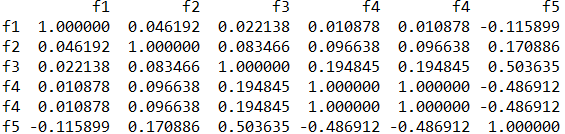 f1 f2 f3 f4 f4 f5
f1 1.000000 0.046192 0.022138 0.010878 0.010878 -0.115899
f2 0.046192 1.000000 0.083466 0.096638 0.096638 0.170886
f3 0.022138 0.083466 1.000000 0.194845 0.194845 0.503635
f4 0.010878 0.096638 0.194845 1.000000 1.000000 -0.486912
f4 0.010878 0.096638 0.194845 1.000000 1.000000 -0.486912
f5 -0.115899 0.170886 0.503635 -0.486912 -0.486912 1.000000